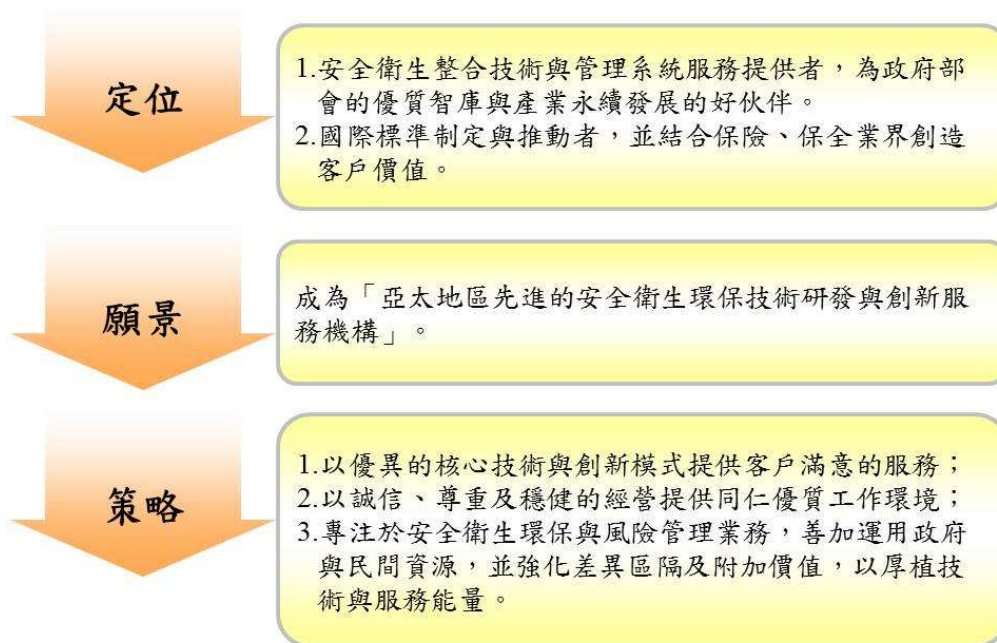 定位
1.安全衛生整合技術與管理系統服務提供者，為政府部
會的優質智庫與產業永續發展的好伙伴。
2.國際標準制定與推動者，並結合保險、保全業界創造
客戶價值。
願景
成為「亞太地區先進的安全衛生環保技術研發與創新服
務機構」。
策略
1.以優異的核心技術與創新模式提供客戶滿意的服務；
2.以誠信、尊重及穩健的經營提供同仁優質工作環境；
3.專注於安全衛生環保與風險管理業務，善加運用政府
與民間資源，並強化差異區隔及附加價值，以厚植技
術與服務能量。